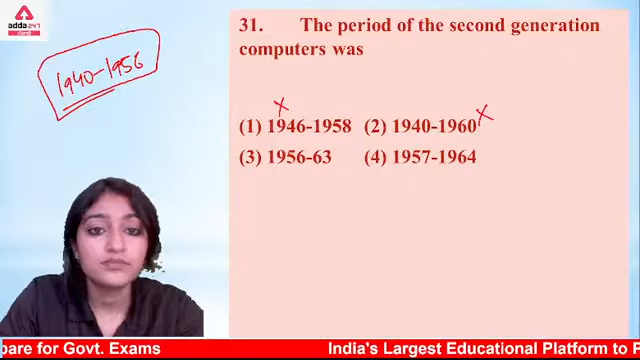 adda247
ਪੰਜਾਬੀ
1940-1956
31. The period of the second generation
computers was
(1) 1946-1958 (2) 1940-1960
(3) 1956-63 (4) 1957-1964
pare for Govt. Exams India's Largest Educational Platform to P